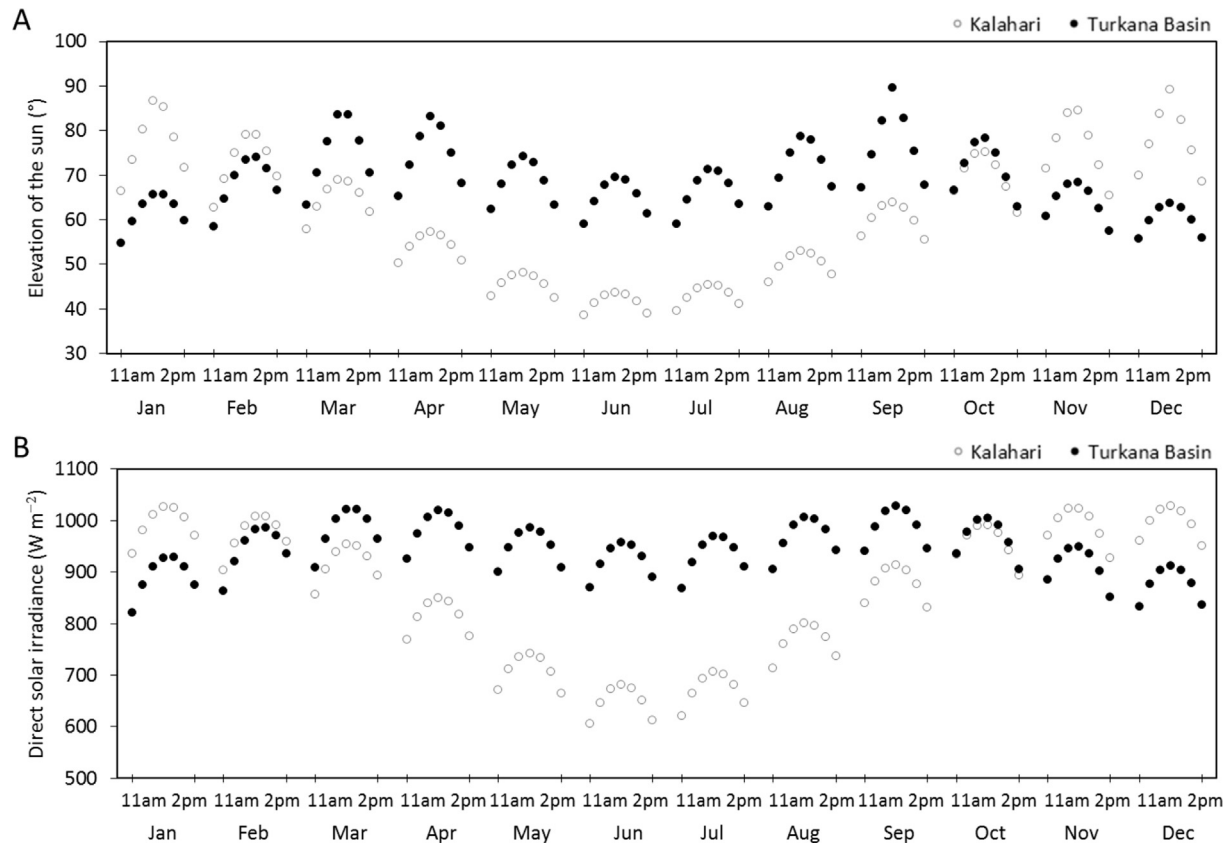 A
Kalahari Turkana Basin
Elevation of the sun (°)
100
90
80
70
60
50
40
30
11am 2pm 11am 2pm 11am 2pm 11am 2pm 11am 2pm 11am 2pm 11am 2pm 11am 2pm 11am 2pm 11am 2pm 11am 2pm 11am 2pm
Jan Feb Mar Apr May Jun Jul Aug Sep Oct Nov Dec
B
Kalahari Turkana Basin
Direct solar irradiance (W m⁻²)
1100
1000
900
800
700
600
500
11am 2pm 11am 2pm 11am 2pm 11am 2pm 11am 2pm 11am 2pm 11am 2pm 11am 2pm 11am 2pm 11am 2pm 11am 2pm 11am 2pm
Jan Feb Mar Apr May Jun Jul Aug Sep Oct Nov Dec